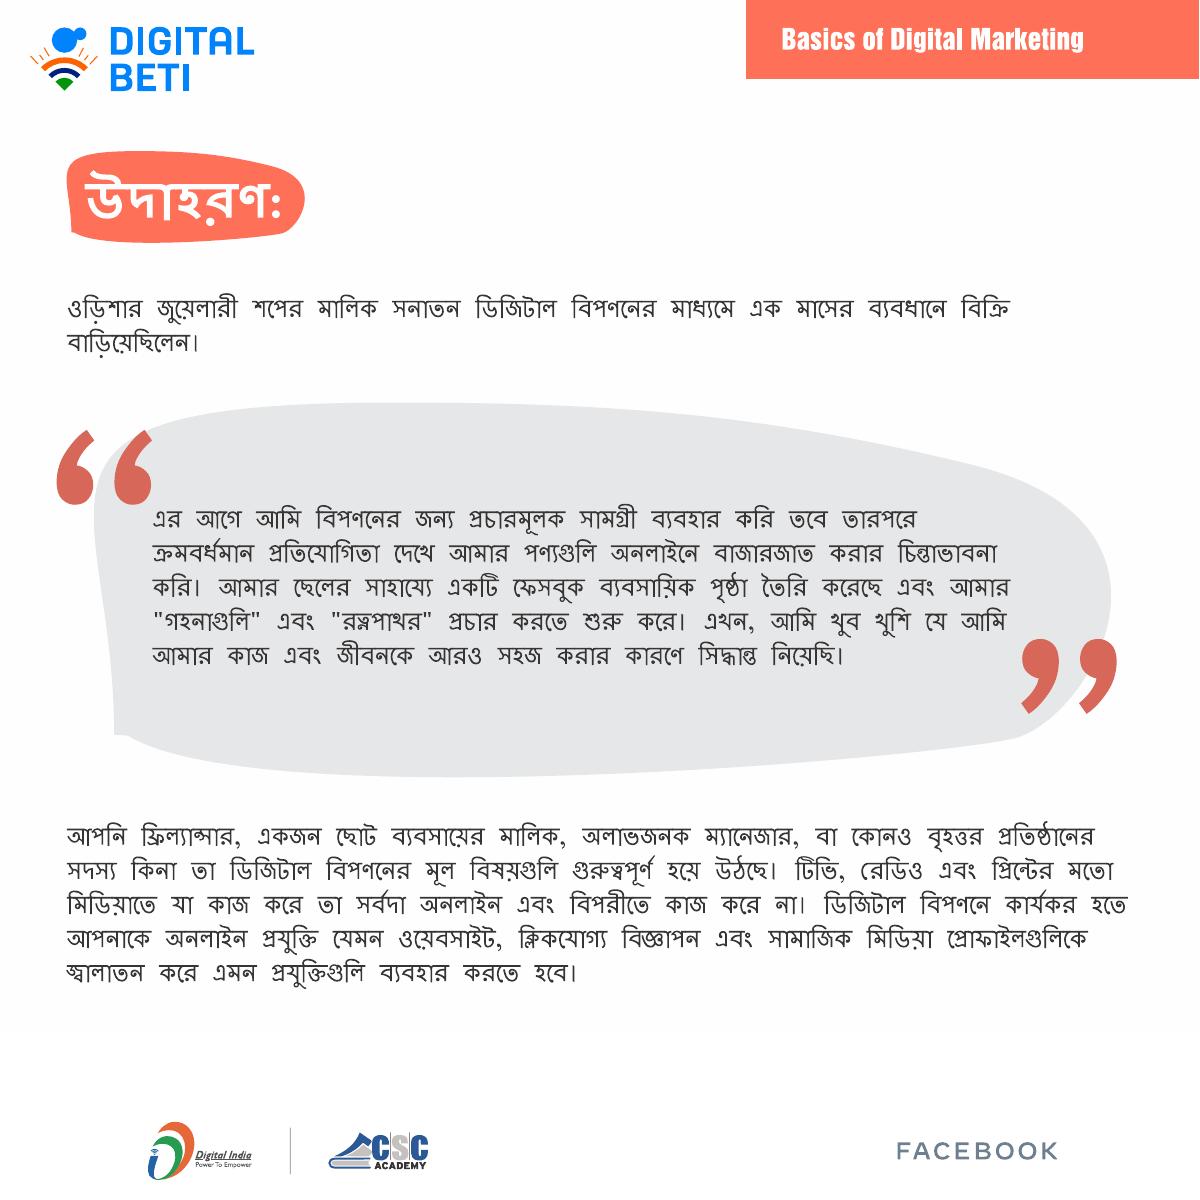 DIGITAL
BETI
Basics of Digital Marketing
উদাহরণ:
ওড়িশার জুয়েলারী শপের মালিক সনাতন ডিজিটাল বিপণনের মাধ্যমে এক মাসের ব্যবধানে বিক্রি
বাড়িয়েছিলেন।
“
এর আগে আমি বিপণনের জন্য প্রচারমূলক সামগ্রী ব্যবহার করি তবে তারপরে
ক্রমবর্ধমান প্রতিযোগিতা দেখে আমার পণ্যগুলি অনলাইনে বাজারজাত করার চিন্তাভাবনা
করি। আমার ছেলের সাহায্যে একটি ফেসবুক ব্যবসায়িক পৃষ্ঠা তৈরি করেছে এবং আমার
"গহনাগুলি" এবং "রত্নপাথর" প্রচার করতে শুরু করে। এখন, আমি খুব খুশি যে আমি
আমার কাজ এবং জীবনকে আরও সহজ করার কারণে সিদ্ধান্ত নিয়েছি।
”
আপনি ফ্রিল্যান্সার, একজন ছোট ব্যবসায়ের মালিক, অলাভজনক ম্যানেজার, বা কোনও বৃহত্তর প্রতিষ্ঠানের
সদস্য কিনা তা ডিজিটাল বিপণনের মূল বিষয়গুলি গুরুত্বপূর্ণ হয়ে উঠছে। টিভি, রেডিও এবং প্রিন্টের মতো
মিডিয়াতে যা কাজ করে তা সর্বদা অনলাইন এবং বিপরীতে কাজ করে না। ডিজিটাল বিপণনে কার্যকর হতে
আপনাকে অনলাইন প্রযুক্তি যেমন ওয়েবসাইট, ক্লিকযোগ্য বিজ্ঞাপন এবং সামাজিক মিডিয়া প্রোফাইলগুলিকে
জ্বালাতন করে এমন প্রযুক্তিগুলি ব্যবহার করতে হবে।
Digital India
Power To Empower
CSC
ACADEMY
FACEBOOK